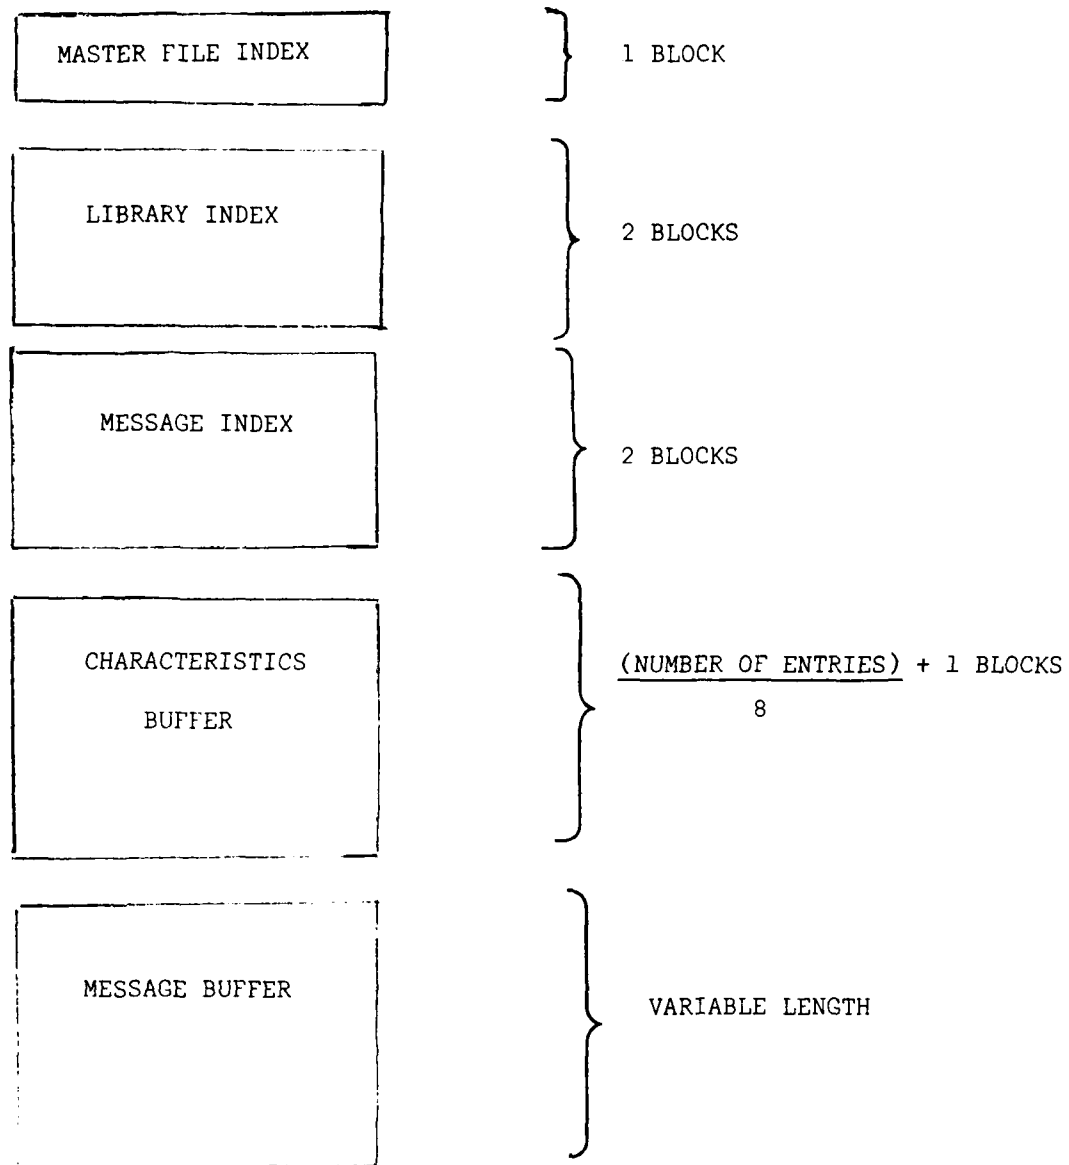 MASTER FILE INDEX 1 BLOCK
LIBRARY INDEX
2 BLOCKS
MESSAGE INDEX
2 BLOCKS
CHARACTERISTICS (NUMBER OF ENTRIES) + 1 BLOCKS
BUFFER 8
MESSAGE BUFFER
VARIABLE LENGTH